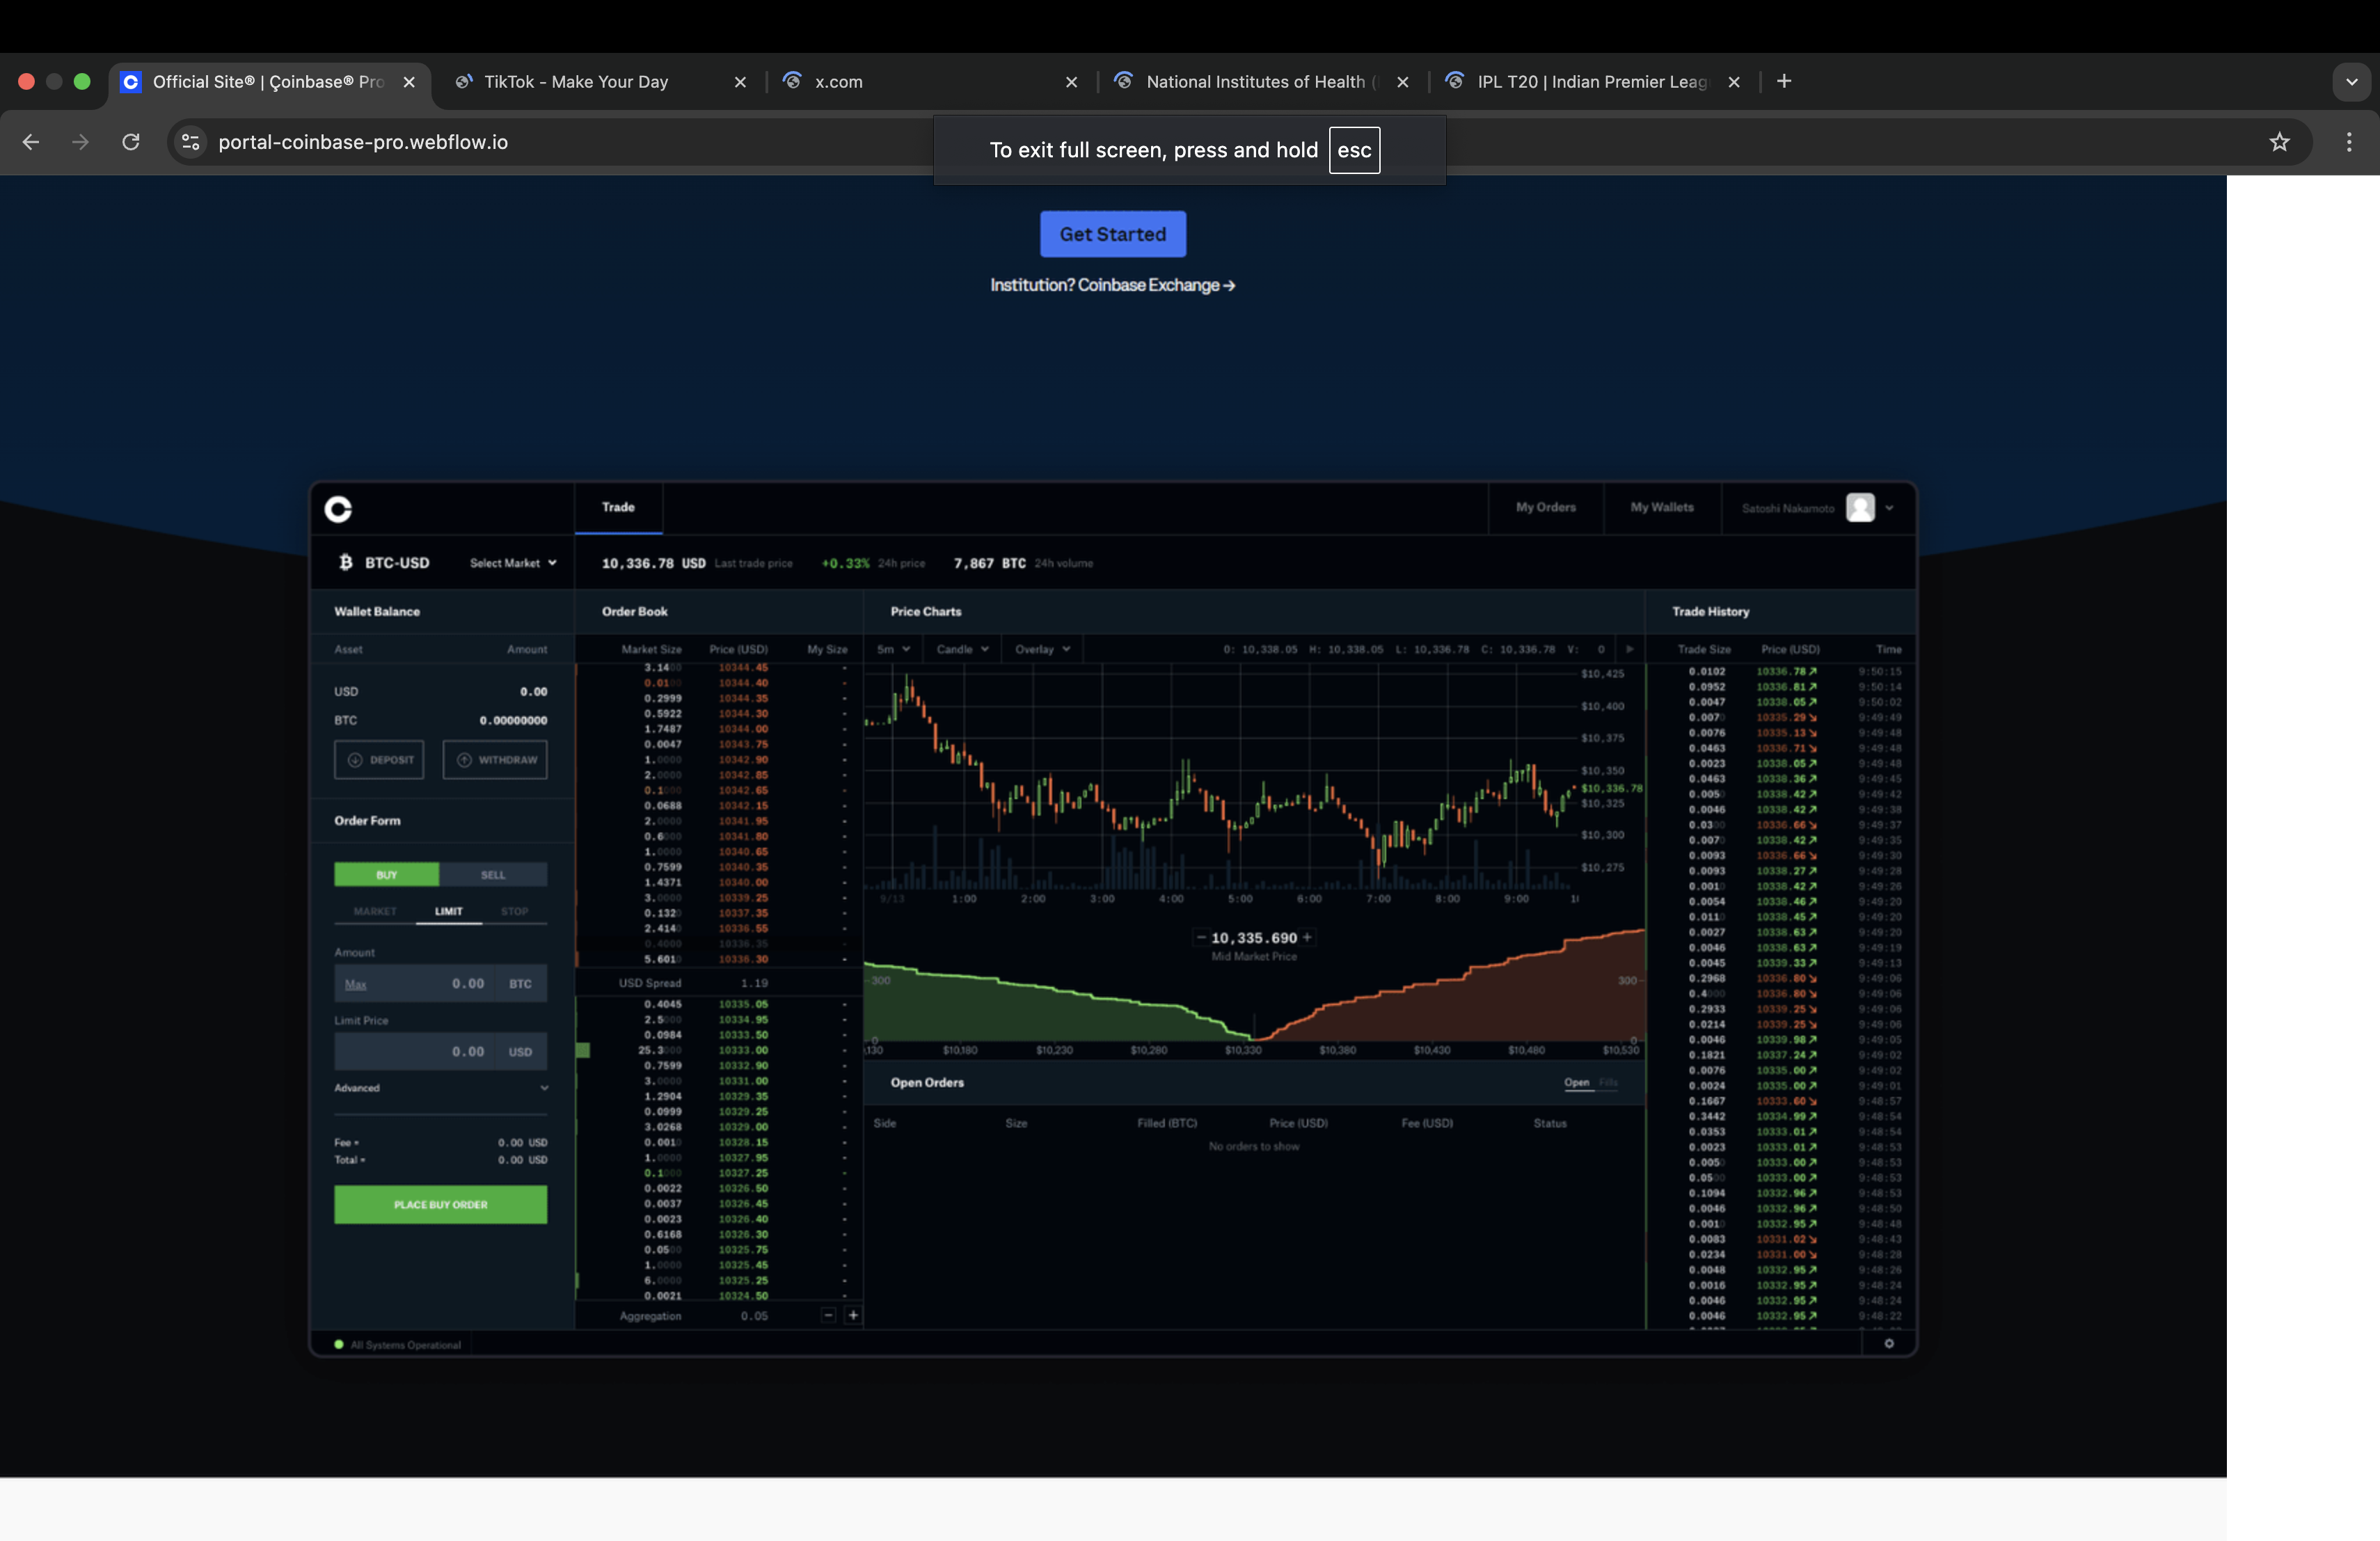 Official Site® | Çoinbase® Pro
TikTok - Make Your Day
x.com
National Institutes of Health (
IPL T20 | Indian Premier Leag
portal-coinbase-pro.webflow.io
To exit full screen, press and hold esc
Get Started
Institution? Coinbase Exchange →
Trade
My Orders
My Wallets
Satoshi Nakamoto
BTC-USD
Select Market
10,336.78 USD Last trade price
+0.33% 24h price
7,867 BTC 24h volume
Wallet Balance
Asset Amount
USD 0.00
BTC 0.00000000
DEPOSIT
WITHDRAW
Order Form
BUY SELL
MARKET LIMIT STOP
Amount
Max 0.00 BTC
Limit Price
0.00 USD
Advanced
Fee ≈ 0.00 USD
Total ≈ 0.00 USD
PLACE BUY ORDER
All Systems Operational
Order Book
Market Size Price (USD) My Size
3.1400 10344.45 -
0.0100 10344.40 -
0.2999 10344.35 -
0.5922 10344.30 -
1.7487 10344.00 -
0.0047 10343.75 -
1.0000 10342.90 -
2.0000 10342.85 -
0.1000 10342.65 -
0.0688 10342.15 -
2.0000 10341.95 -
0.6000 10341.80 -
1.0000 10340.65 -
0.7599 10340.35 -
1.4371 10340.00 -
3.0000 10339.25 -
0.1320 10337.35 -
2.4140 10336.55 -
0.4000 10336.35 -
5.6010 10336.30 -
USD Spread 1.19
0.4045 10335.05 -
2.5000 10334.95 -
0.0984 10333.50 -
25.3000 10333.00 -
0.7599 10332.90 -
3.0000 10331.00 -
1.2904 10329.35 -
0.0999 10329.25 -
3.0268 10329.00 -
0.0010 10328.15 -
1.0000 10327.95 -
0.1000 10327.25 -
0.0022 10326.50 -
0.0037 10326.45 -
0.0023 10326.40 -
0.6168 10326.30 -
0.0500 10325.75 -
1.0000 10325.45 -
6.0000 10325.25 -
0.0021 10324.50 -
Aggregation 0.05 - +
Price Charts
5m Candle Overlay
O: 10,338.05 H: 10,338.05 L: 10,336.78 C: 10,336.78 V: 0
$10,425
$10,400
$10,375
$10,350
$10,336.78
$10,325
$10,300
$10,275
9/13 1:00 2:00 3:00 4:00 5:00 6:00 7:00 8:00 9:00
- 10,335.690 +
Mid Market Price
300 300
0 0
$10,180 $10,230 $10,280 $10,330 $10,380 $10,430 $10,480 $10,530
Open Orders
Open Fills
Side Size Filled (BTC) Price (USD) Fee (USD) Status
No orders to show
Trade History
Trade Size Price (USD) Time
0.0102 10336.78 ↗ 9:50:15
0.0952 10336.81 ↗ 9:50:14
0.0047 10338.05 ↗ 9:50:02
0.0070 10335.29 ↘ 9:49:49
0.0076 10335.13 ↘ 9:49:48
0.0463 10336.71 ↘ 9:49:48
0.0023 10338.05 ↗ 9:49:48
0.0463 10338.36 ↗ 9:49:45
0.0050 10338.42 ↗ 9:49:42
0.0046 10338.42 ↗ 9:49:38
0.0300 10336.66 ↘ 9:49:37
0.0070 10338.42 ↗ 9:49:35
0.0093 10336.66 ↘ 9:49:30
0.0093 10338.27 ↗ 9:49:28
0.0010 10338.42 ↗ 9:49:26
0.0054 10338.46 ↗ 9:49:20
0.0110 10338.45 ↗ 9:49:20
0.0027 10338.63 ↗ 9:49:20
0.0046 10338.63 ↗ 9:49:19
0.0045 10339.33 ↗ 9:49:13
0.2968 10336.80 ↘ 9:49:06
0.4000 10336.80 ↘ 9:49:06
0.2933 10339.25 ↘ 9:49:06
0.0214 10339.25 ↘ 9:49:06
0.0046 10339.98 ↗ 9:49:05
0.1821 10337.24 ↗ 9:49:02
0.0076 10335.00 ↗ 9:49:02
0.0024 10335.00 ↗ 9:49:01
0.1667 10333.60 ↘ 9:48:57
0.3442 10334.99 ↗ 9:48:54
0.0353 10333.01 ↗ 9:48:54
0.0023 10333.01 ↗ 9:48:53
0.0050 10333.00 ↗ 9:48:53
0.0500 10333.00 ↗ 9:48:53
0.1094 10332.96 ↗ 9:48:53
0.0046 10332.96 ↗ 9:48:50
0.0010 10332.95 ↗ 9:48:48
0.0083 10331.02 ↘ 9:48:43
0.0234 10331.00 ↘ 9:48:28
0.0048 10332.95 ↗ 9:48:26
0.0016 10332.95 ↗ 9:48:24
0.0046 10332.95 ↗ 9:48:24
0.0046 10332.95 ↗ 9:48:22